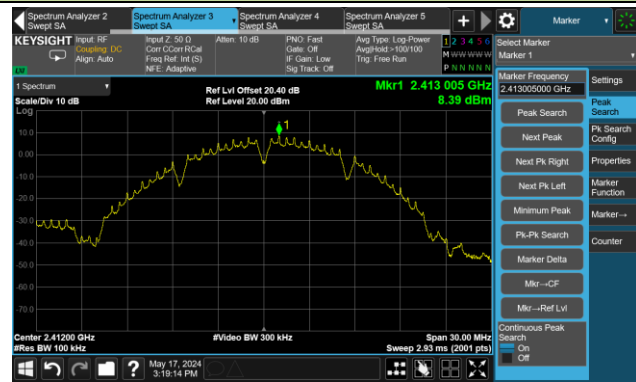 Spectrum Analyzer 2
Swept SA
Spectrum Analyzer 3
Swept SA
Spectrum Analyzer 4
Swept SA
Spectrum Analyzer 5
Swept SA
Marker
KEYSIGHT
Input: RF
Coupling: DC
Align: Auto
Input Z: 50 Ω
Corr CCorr RCal
Freq Ref: Int (S)
NFE: Adaptive
Atten: 10 dB
PNO: Fast
Gate: Off
IF Gain: Low
Sig Track: Off
Avg Type: Log-Power
Avg|Hold:>100/100
Trig: Free Run
1 2 3 4 5 6
M W W W W W
P N N N N N
LXI
Select Marker
Marker 1
1 Spectrum
Scale/Div 10 dB
Ref Lvl Offset 20.40 dB
Ref Level 20.00 dBm
Mkr1 2.413 005 GHz
8.39 dBm
Log
10.0
0.00
-10.0
-20.0
-30.0
-40.0
-50.0
-60.0
-70.0
1
Center 2.41200 GHz
#Res BW 100 kHz
#Video BW 300 kHz
Span 30.00 MHz
Sweep 2.93 ms (2001 pts)
Marker Frequency
2.413005000 GHz
Peak Search
Next Peak
Next Pk Right
Next Pk Left
Minimum Peak
Pk-Pk Search
Marker Delta
Mkr→CF
Mkr→Ref Lvl
Continuous Peak
Search
On
Off
Settings
Peak
Search
Pk Search
Config
Properties
Marker
Function
Marker→
Counter
May 17, 2024
3:19:14 PM